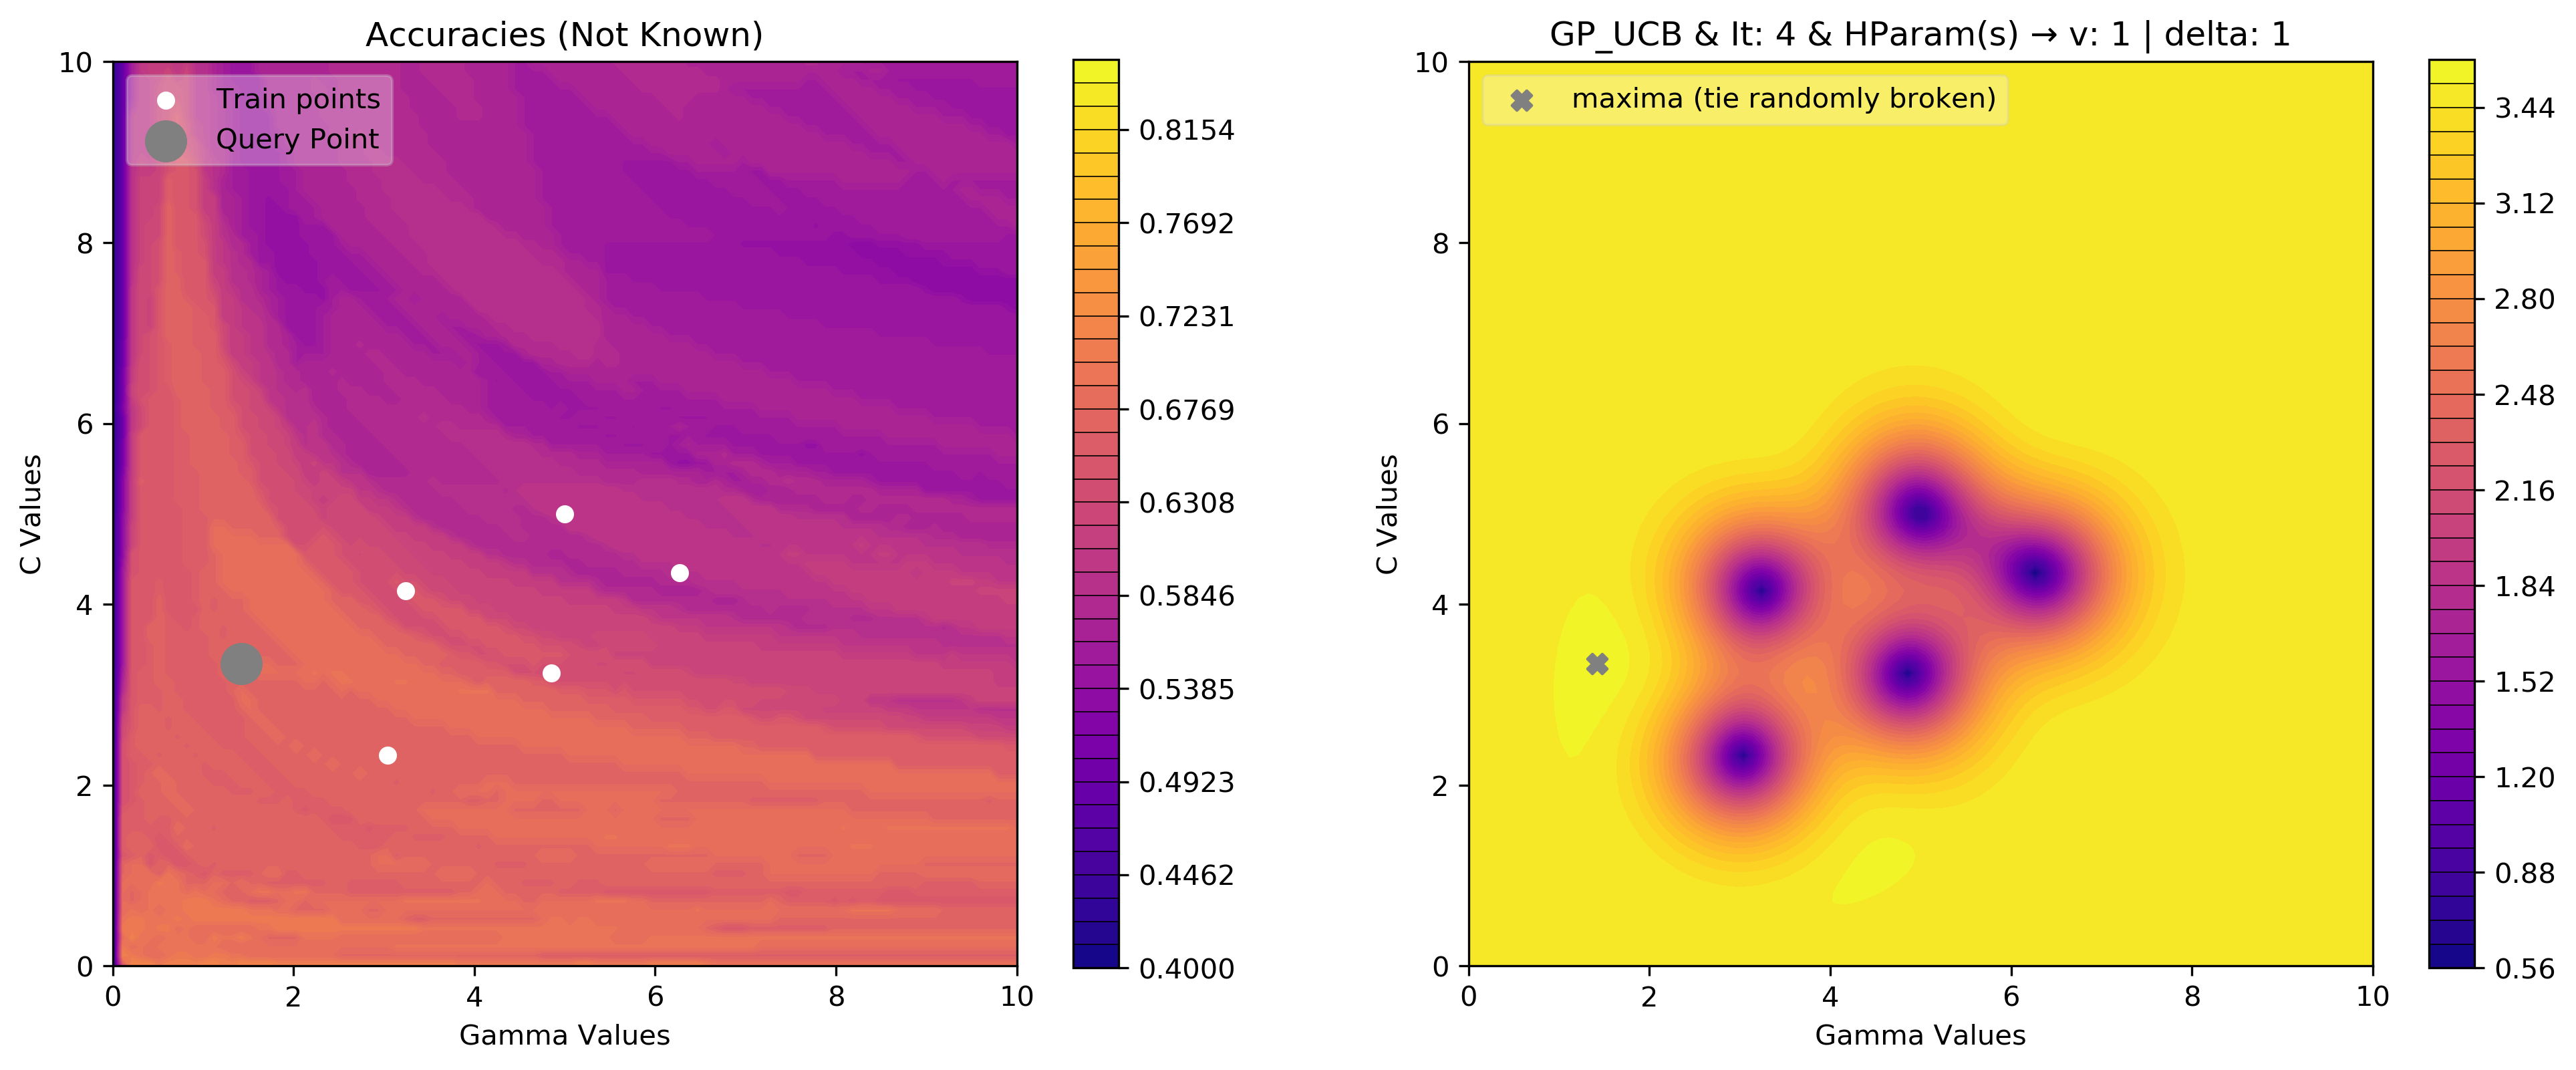 Accuracies (Not Known)
Train points
Query Point
10
8
6
4
2
0
C Values
0 2 4 6 8 10
Gamma Values
0.8154
0.7692
0.7231
0.6769
0.6308
0.5846
0.5385
0.4923
0.4462
0.4000
GP_UCB & It: 4 & HParam(s) → v: 1 | delta: 1
maxima (tie randomly broken)
10
8
6
4
2
0
C Values
0 2 4 6 8 10
Gamma Values
3.44
3.12
2.80
2.48
2.16
1.84
1.52
1.20
0.88
0.56